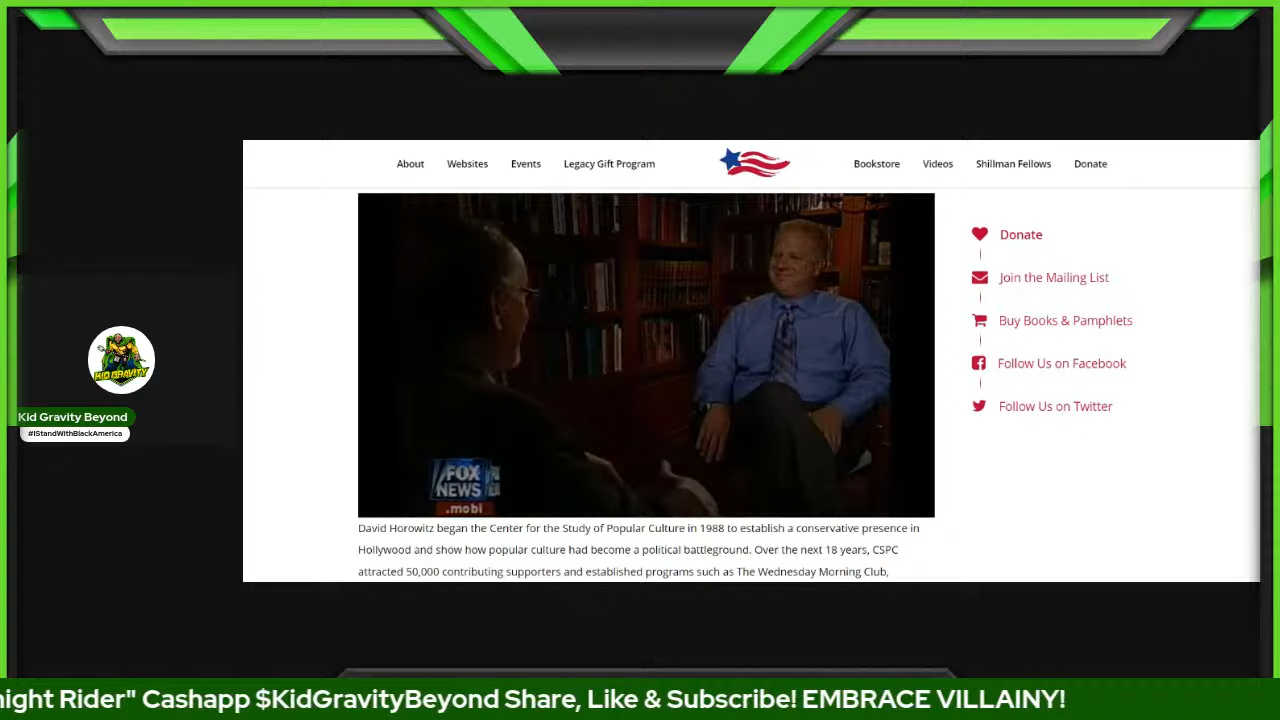 About Websites Events Legacy Gift Program Bookstore Videos Shillman Fellows Donate
Donate
Join the Mailing List
Buy Books & Pamphlets
Follow Us on Facebook
Follow Us on Twitter
KID GRAVITY
Kid Gravity Beyond
#IStandWithBlackAmerica
FOX
NEWS
.mobi
David Horowitz began the Center for the Study of Popular Culture in 1988 to establish a conservative presence in
Hollywood and show how popular culture had become a political battleground. Over the next 18 years, CSPC
attracted 50,000 contributing supporters and established programs such as The Wednesday Morning Club,
Rider" Cashapp $KidGravityBeyond Share, Like & Subscribe! EMBRACE VILLAINY!